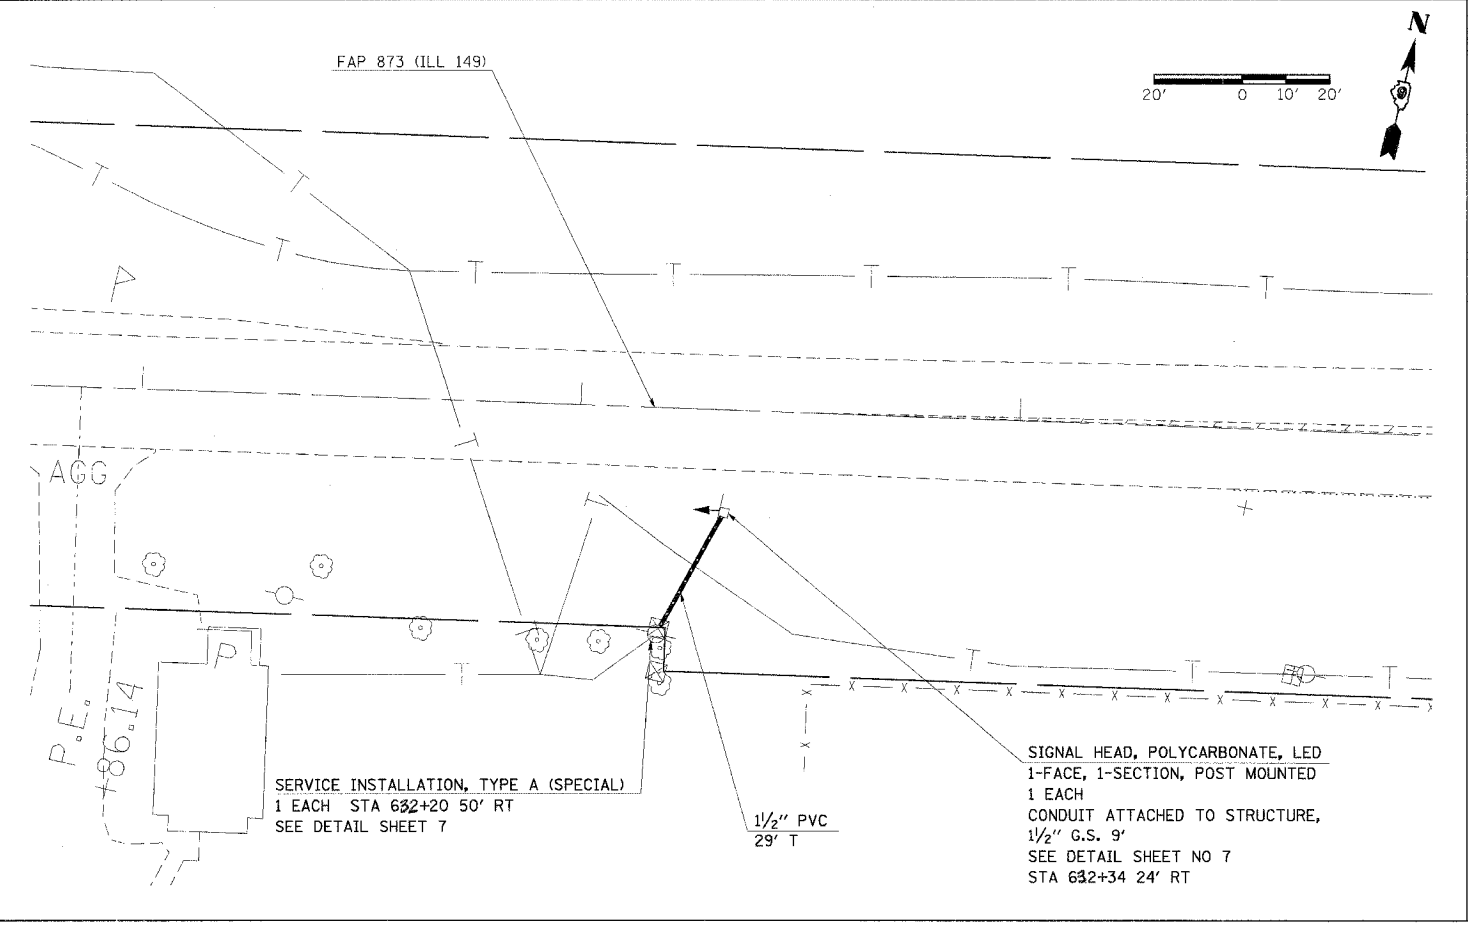 N
FAP 873 (ILL 149)
20' 0 10' 20'
T
T
T
T
T
T
T
T
P
T
AGG
T
P
T
T
T
T
P.E.
+86.14
x x x x x x x x x x x
x
x
SERVICE INSTALLATION, TYPE A (SPECIAL)
1 EACH STA 632+20 50' RT
SEE DETAIL SHEET 7
1½" PVC
29' T
SIGNAL HEAD, POLYCARBONATE, LED
1-FACE, 1-SECTION, POST MOUNTED
1 EACH
CONDUIT ATTACHED TO STRUCTURE,
1½" G.S. 9'
SEE DETAIL SHEET NO 7
STA 632+34 24' RT